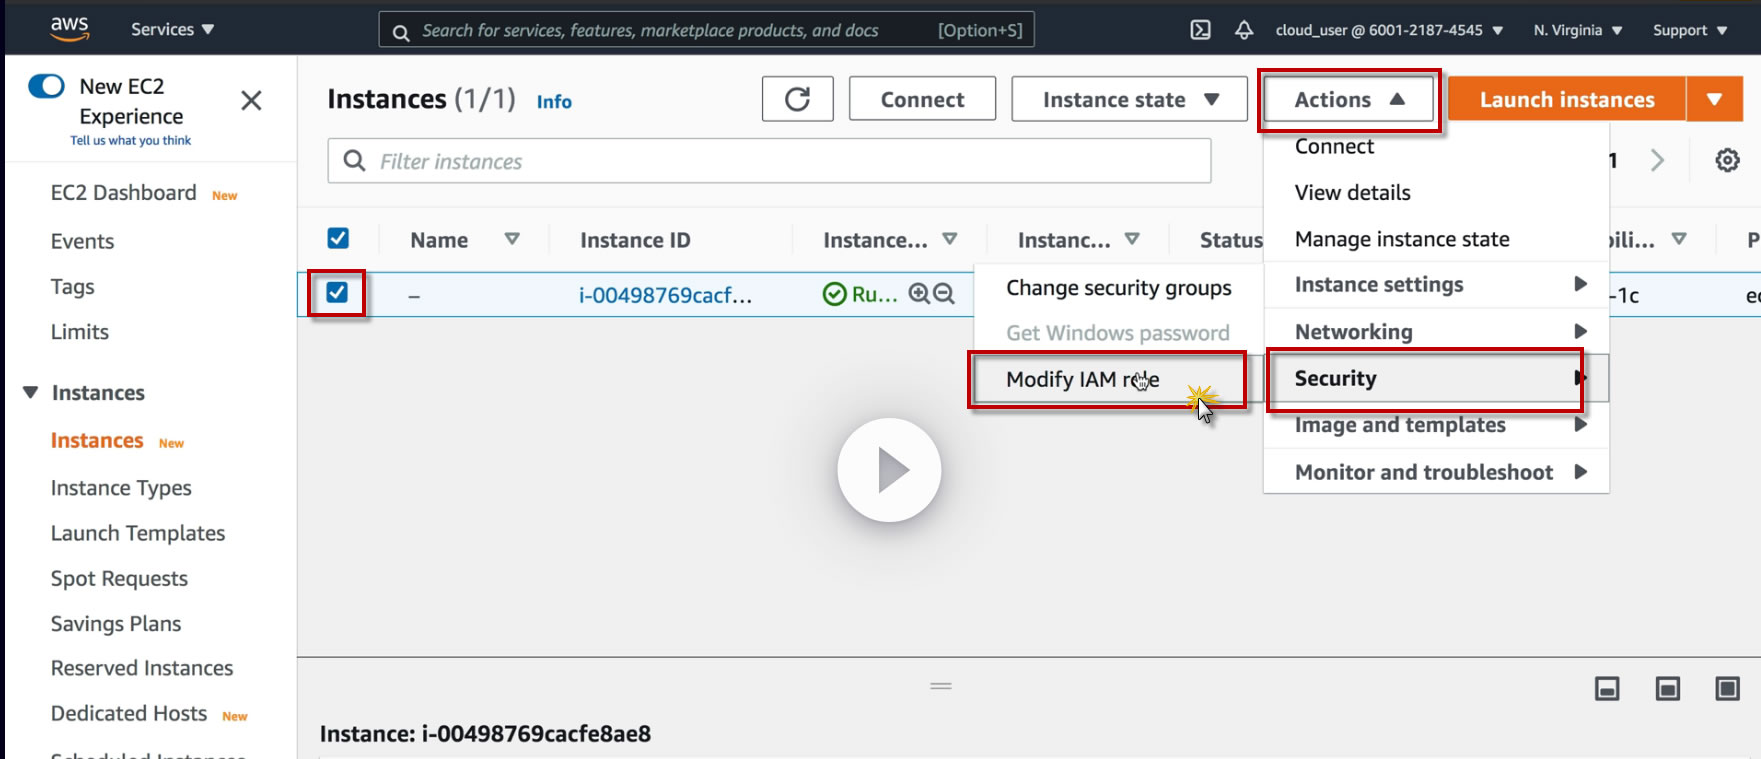 aws
Services
Search for services, features, marketplace products, and docs
[Option+S]
cloud_user @ 6001-2187-4545
N. Virginia
Support
New EC2
Experience
Tell us what you think
EC2 Dashboard New
Events
Tags
Limits
Instances
Instances New
Instance Types
Launch Templates
Spot Requests
Savings Plans
Reserved Instances
Dedicated Hosts New
Scheduled Instances
Instances (1/1) Info
Connect
Instance state
Actions
Launch instances
Filter instances
1
Name
Instance ID
Instance...
Instanc...
Status
bili...
P
–
i-00498769cacf...
Ru...
-1c
ec
Connect
View details
Manage instance state
Instance settings
Networking
Security
Image and templates
Monitor and troubleshoot
Change security groups
Get Windows password
Modify IAM role
Instance: i-00498769cacfe8ae8